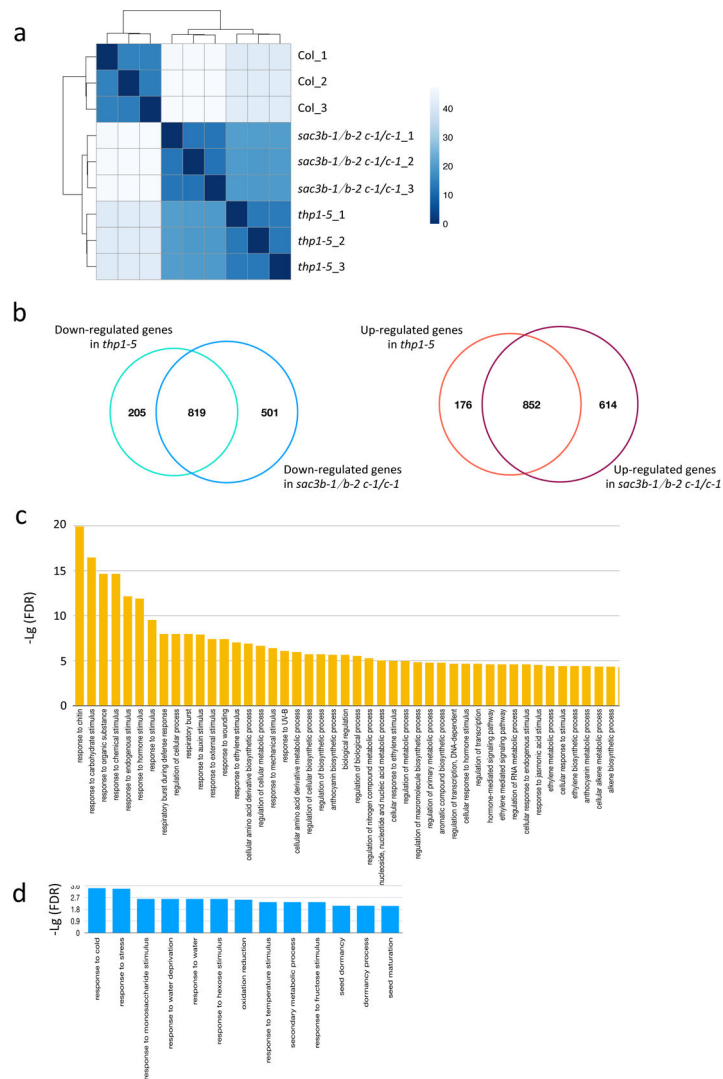 a
Col_1
Col_2
Col_3
sac3b-1/b-2 c-1/c-1_1
sac3b-1/b-2 c-1/c-1_2
sac3b-1/b-2 c-1/c-1_3
thp1-5_1
thp1-5_2
thp1-5_3
40
30
20
10
0
b
Down-regulated genes
in thp1-5
205
819
501
Down-regulated genes
in sac3b-1/b-2 c-1/c-1
Up-regulated genes
in thp1-5
176
852
614
Up-regulated genes
in sac3b-1/b-2 c-1/c-1
c
-Lg (FDR)
20
15
10
5
0
response to chitin
response to carbohydrate stimulus
response to organic substance
response to chemical stimulus
response to endogenous stimulus
response to hormone stimulus
response to stimulus
respiratory burst during defense response
regulation of cellular process
respiratory burst
response to auxin stimulus
response to external stimulus
response to wounding
response to ethylene stimulus
cellular amino acid derivative biosynthetic process
regulation of cellular metabolic process
response to mechanical stimulus
response to UV-B
cellular amino acid derivative metabolic process
regulation of cellular biosynthetic process
regulation of biosynthetic process
anthocyanin biosynthetic process
biological regulation
regulation of biological process
regulation of nitrogen compound metabolic process
nucleoside, nucleotide and nucleic acid metabolic process
cellular response to ethylene stimulus
regulation of metabolic process
regulation of macromolecule biosynthetic process
regulation of primary metabolic process
aromatic compound biosynthetic process
regulation of transcription, DNA-dependent
cellular response to hormone stimulus
regulation of transcription
hormone-mediated signaling pathway
ethylene mediated signaling pathway
regulation of RNA metabolic process
cellular response to endogenous stimulus
response to jasmonic acid stimulus
ethylene metabolic process
cellular response to stimulus
ethylene biosynthetic process
anthocyanin metabolic process
cellular alkene metabolic process
alkene biosynthetic process
d
-Lg (FDR)
3.6
2.7
1.8
0.9
0
response to cold
response to stress
response to monosaccharide stimulus
response to water deprivation
response to water
response to hexose stimulus
oxidation reduction
response to temperature stimulus
secondary metabolic process
response to fructose stimulus
seed dormancy
dormancy process
seed maturation